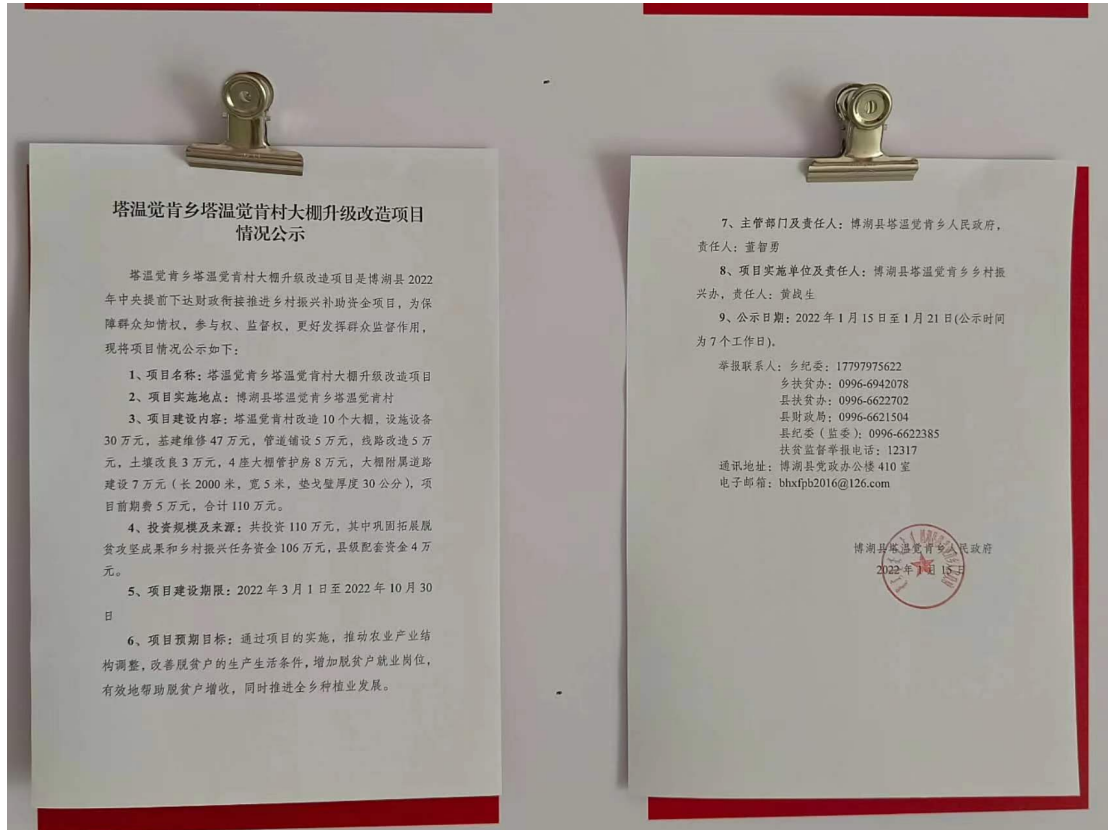 塔温觉肯乡塔温觉肯村大棚升级改造项目
情况公示
塔温觉肯乡塔温觉肯村大棚升级改造项目是博湖县2022
年中央提前下达财政衔接推进乡村振兴补助资金项目，为保
障群众知情权，参与权、监督权，更好发挥群众监督作用，
现将项目情况公示如下：
1、项目名称：塔温觉肯乡塔温觉肯村大棚升级改造项目
2、项目实施地点：博湖县塔温觉肯乡塔温觉肯村
3、项目建设内容：塔温觉肯村改造10个大棚，设施设备
30万元，基建维修47万元，管道铺设5万元，线路改造5万
元，土壤改良3万元，4座大棚管护房8万元，大棚附属道路
建设7万元（长2000米，宽5米，垫戈壁厚度30公分），项
目前期费5万元，合计110万元。
4、投资规模及来源：共投资110万元，其中巩固拓展脱
贫攻坚成果和乡村振兴任务资金106万元，县级配套资金4万
元。
5、项目建设期限：2022年3月1日至2022年10月30
日
6、项目预期目标：通过项目的实施，推动农业产业结
构调整，改善脱贫户的生产生活条件，增加脱贫户就业岗位，
有效地帮助脱贫户增收，同时推进全乡种植业发展。
7、主管部门及责任人：博湖县塔温觉肯乡人民政府，
责任人：董智勇
8、项目实施单位及责任人：博湖县塔温觉肯乡乡村振
兴办，责任人：黄战生
9、公示日期：2022年1月15日至1月21日(公示时间
为7个工作日)。
举报联系人：乡纪委：17797975622
乡扶贫办：0996-6942078
县扶贫办：0996-6622702
县财政局：0996-6621504
县纪委（监委）：0996-6622385
扶贫监督举报电话：12317
通讯地址：博湖县党政办公楼410室
电子邮箱：bhxfpb2016@126.com
博湖县塔温觉肯乡人民政府
2022年1月15日